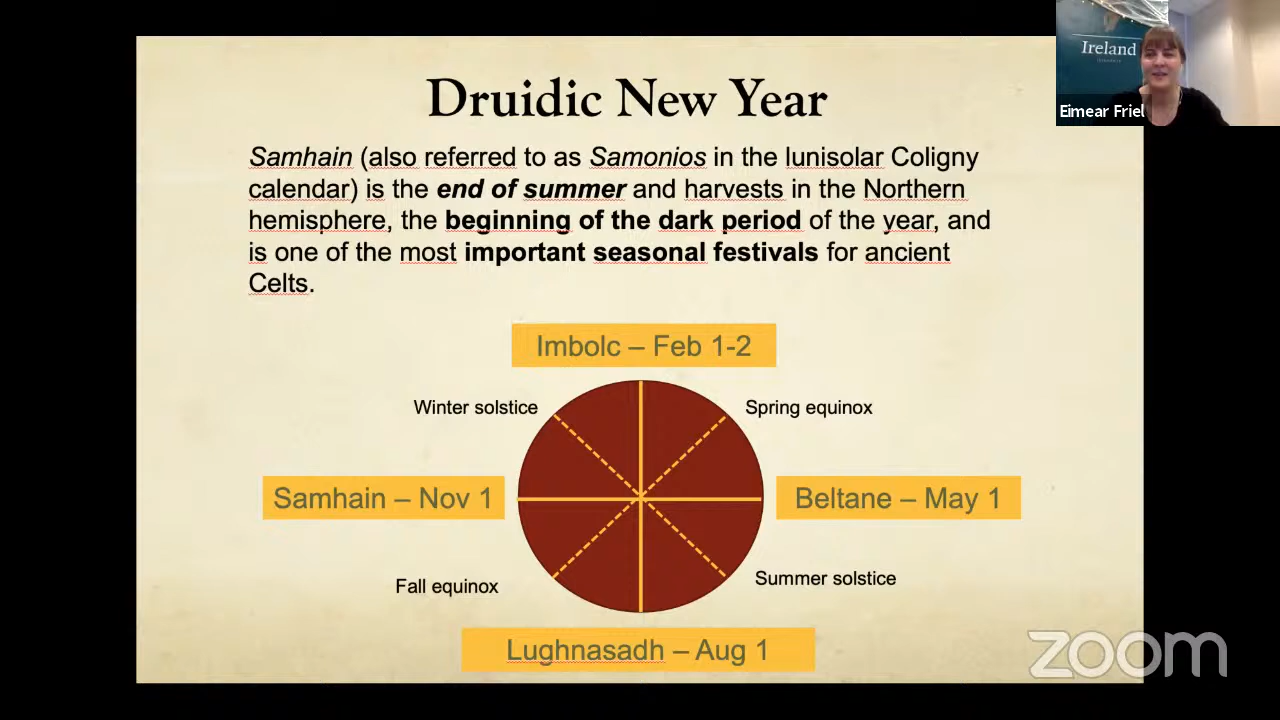 Druidic New Year
Samhain (also referred to as Samonios in the lunisolar Coligny
calendar) is the end of summer and harvests in the Northern
hemisphere, the beginning of the dark period of the year, and
is one of the most important seasonal festivals for ancient
Celts.
Imbolc – Feb 1-2
Winter solstice
Spring equinox
Samhain – Nov 1
Beltane – May 1
Fall equinox
Summer solstice
Lughnasadh – Aug 1
Ireland
Eimear Friel
zoom